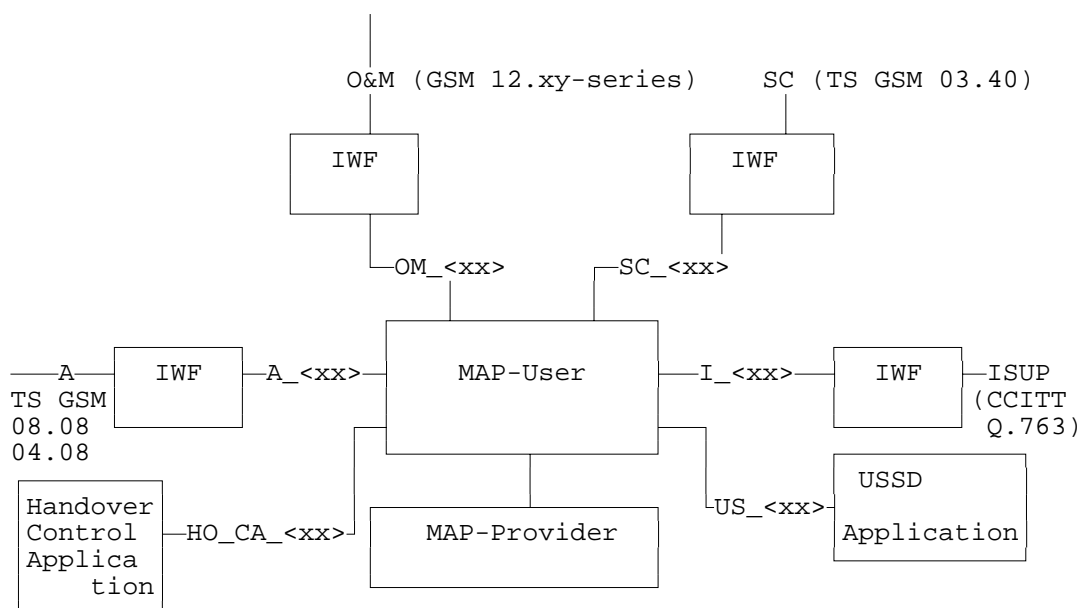 O&M (GSM 12.xy-series)
SC (TS GSM 03.40)
IWF
IWF
OM_<xx>
SC_<xx>
A
IWF
A_<xx>
MAP-User
I_<xx>
IWF
ISUP
TS GSM
(CCITT
08.08
Q.763)
04.08
USSD
Handover
Control
HO_CA_<xx>
MAP-Provider
US_<xx>
Application
Applica
tion